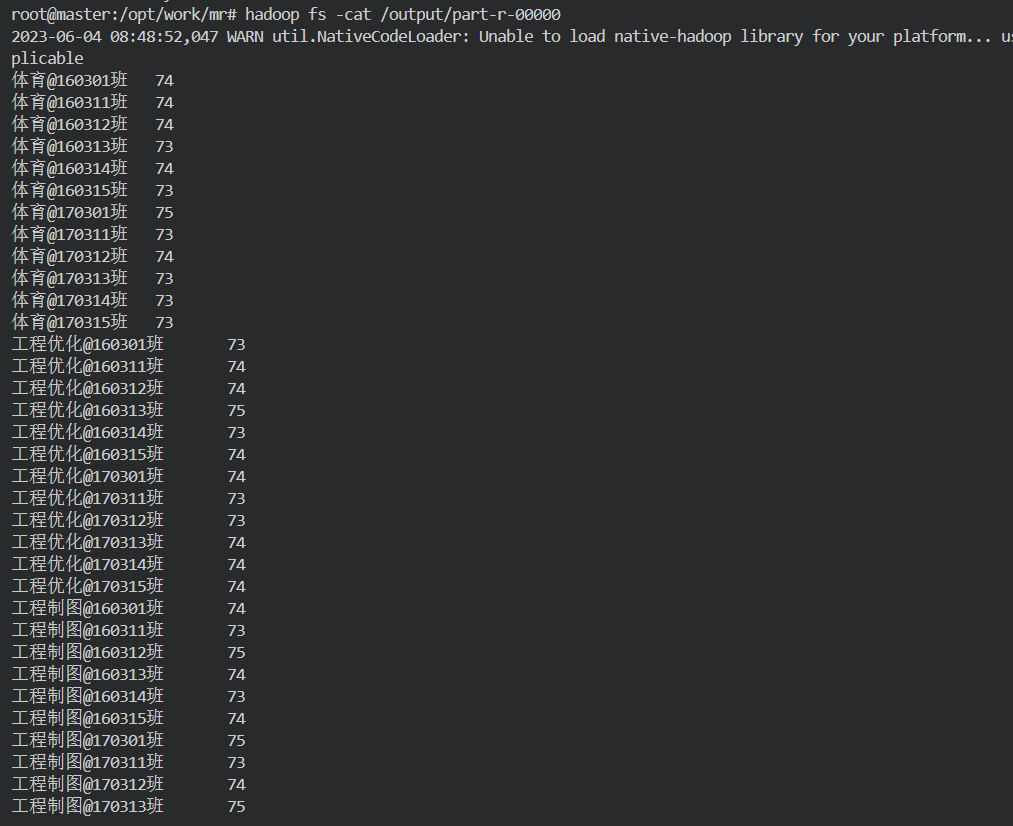 root@master:/opt/work/mr# hadoop fs -cat /output/part-r-00000
2023-06-04 08:48:52,047 WARN util.NativeCodeLoader: Unable to load native-hadoop library for your platform... us
plicable
体育@160301班	74
体育@160311班	74
体育@160312班	74
体育@160313班	73
体育@160314班	74
体育@160315班	73
体育@170301班	75
体育@170311班	73
体育@170312班	74
体育@170313班	73
体育@170314班	73
体育@170315班	73
工程优化@160301班	73
工程优化@160311班	74
工程优化@160312班	74
工程优化@160313班	75
工程优化@160314班	73
工程优化@160315班	74
工程优化@170301班	74
工程优化@170311班	73
工程优化@170312班	73
工程优化@170313班	74
工程优化@170314班	74
工程优化@170315班	74
工程制图@160301班	74
工程制图@160311班	73
工程制图@160312班	75
工程制图@160313班	74
工程制图@160314班	73
工程制图@160315班	74
工程制图@170301班	75
工程制图@170311班	73
工程制图@170312班	74
工程制图@170313班	75